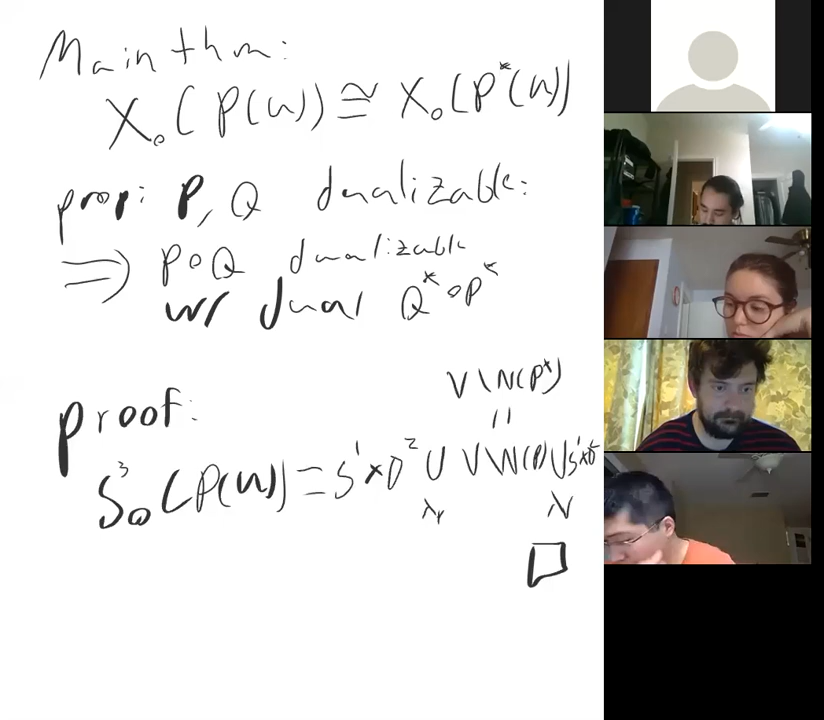 Main thm:
X₀(P(u)) ≅ X₀(P*(u))
prop: P, Q dualizable:
⟹ P∘Q dualizable
w/ dual Q*∘P*
V\N(P*)
=
proof:
S³₀(P(u)) = S¹×D² ∪ V\N(P) ∪ S¹×D²
□